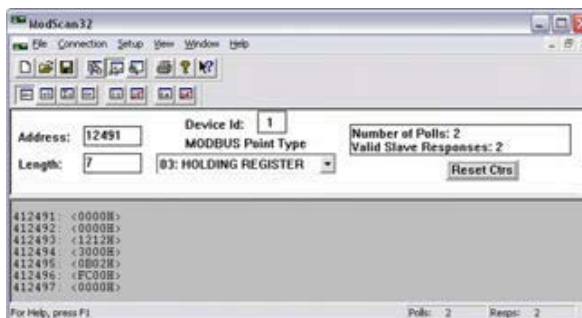 ModScan32
File Connection Setup View Window Help
Address: 12491
Device Id: 1
MODBUS Point Type
Length: 7
03: HOLDING REGISTER
Number of Polls: 2
Valid Slave Responses: 2
Reset Ctrs
412491: <0000H>
412492: <0000H>
412493: <1212H>
412494: <3000H>
412495: <0B02H>
412496: <FC00H>
412497: <0000H>
For Help, press F1
Polls: 2
Resps: 2